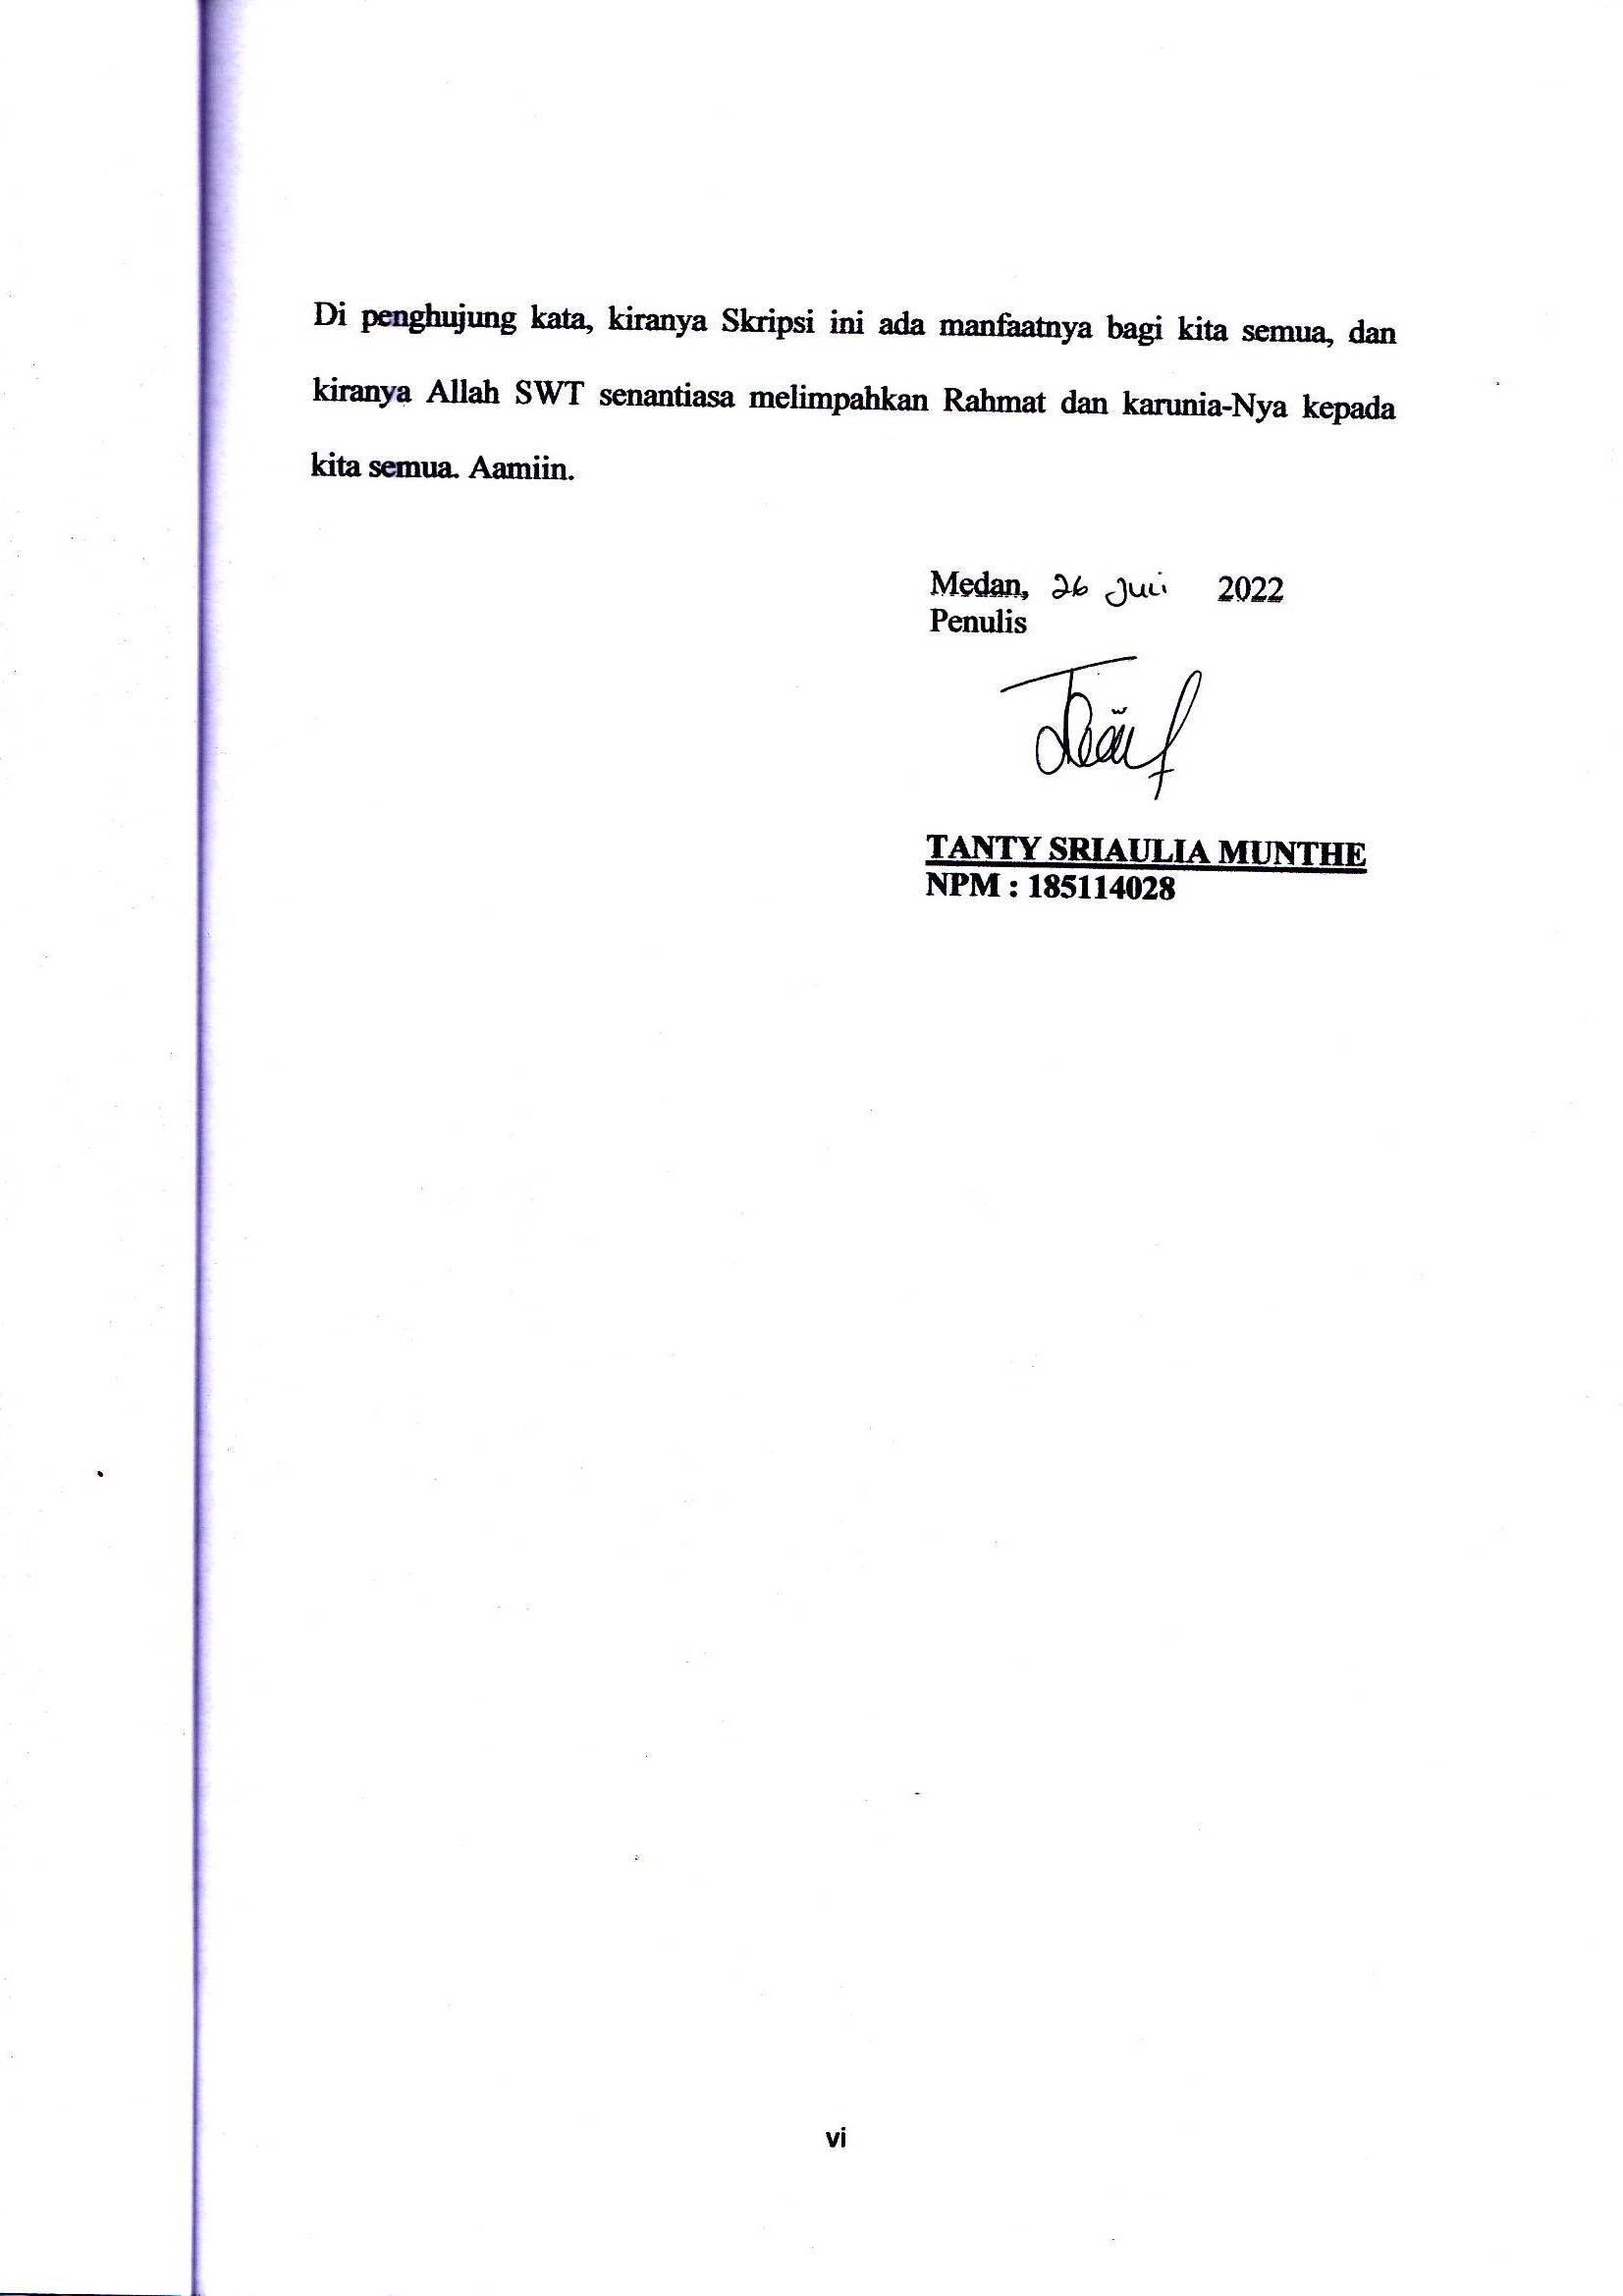 Di penghujung kata, kiranya Skripsi ini ada manfaatnya bagi kita semua, dan
kiranya Allah SWT senantiasa melimpahkan Rahmat dan karunia-Nya kepada
kita semua. Aamiin.
Medan, 26 Juli 2022
Penulis
TANTY SRIAULIA MUNTHE
NPM : 185114028
vi